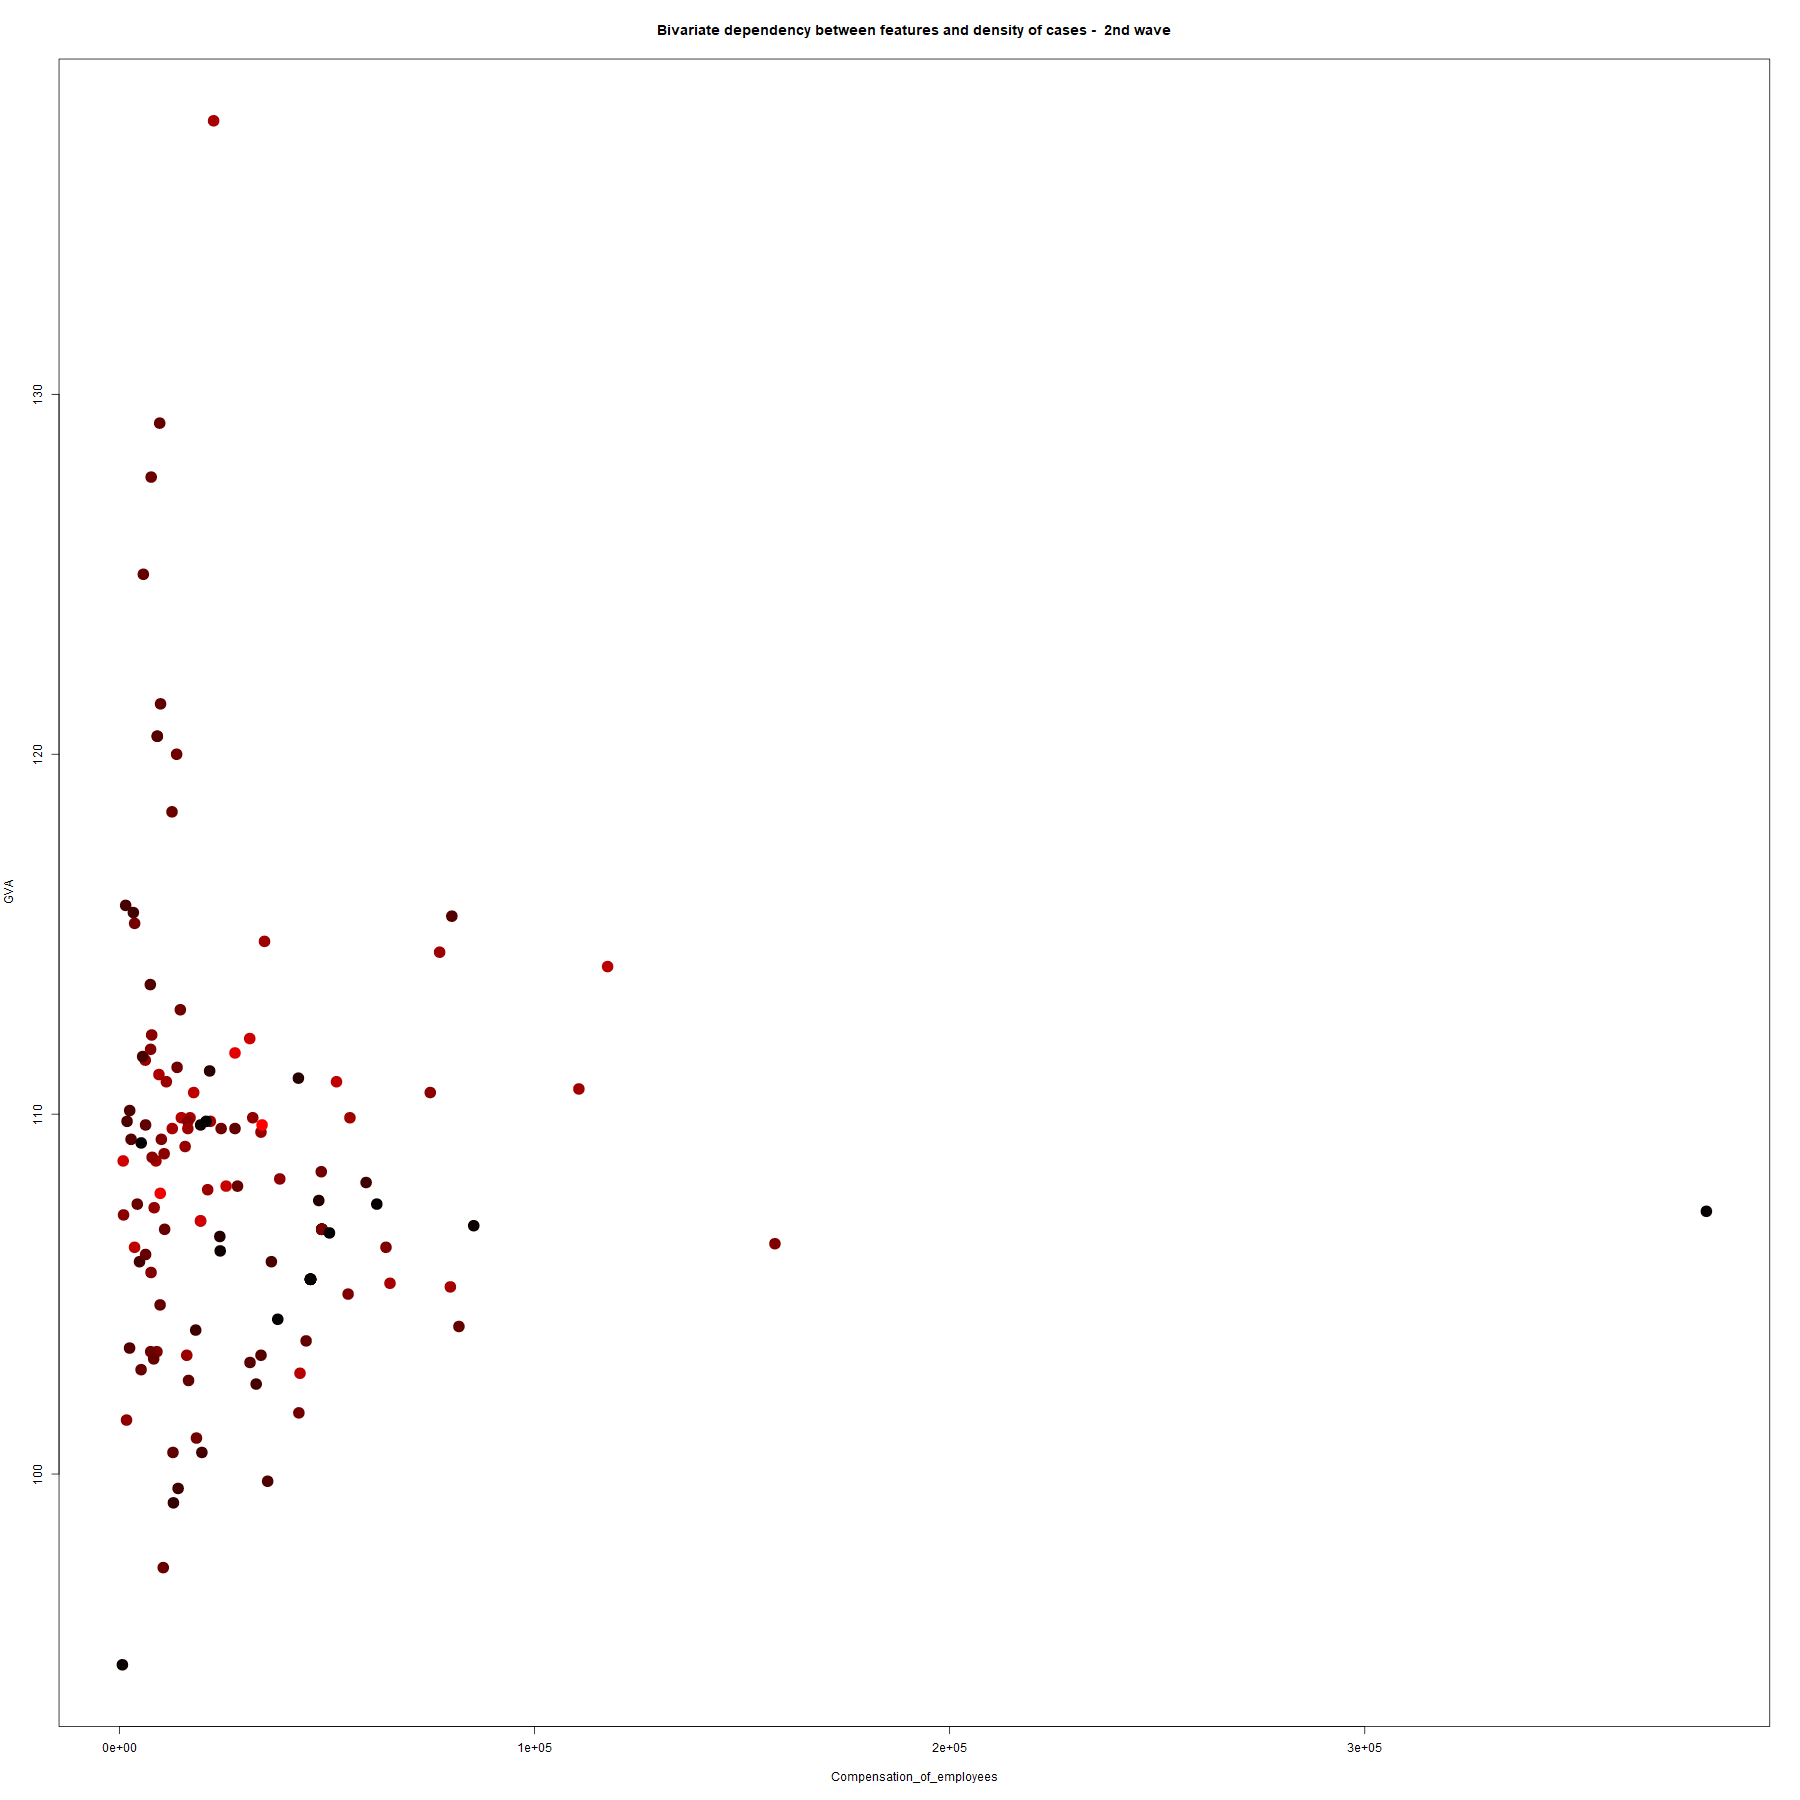 Bivariate dependency between features and density of cases -  2nd wave
130
120
GVA
110
100
0e+00
1e+05
2e+05
3e+05
Compensation_of_employees